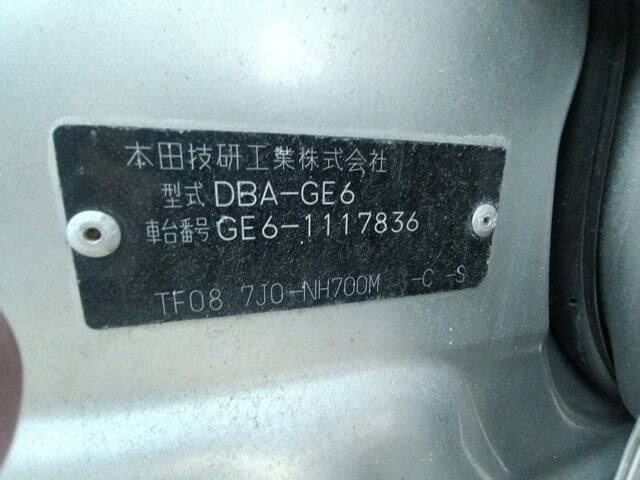 本田技研工業株式会社
型式 DBA-GE6
車台番号 GE6-1117836
TF08 7J0-NH700M -C -S